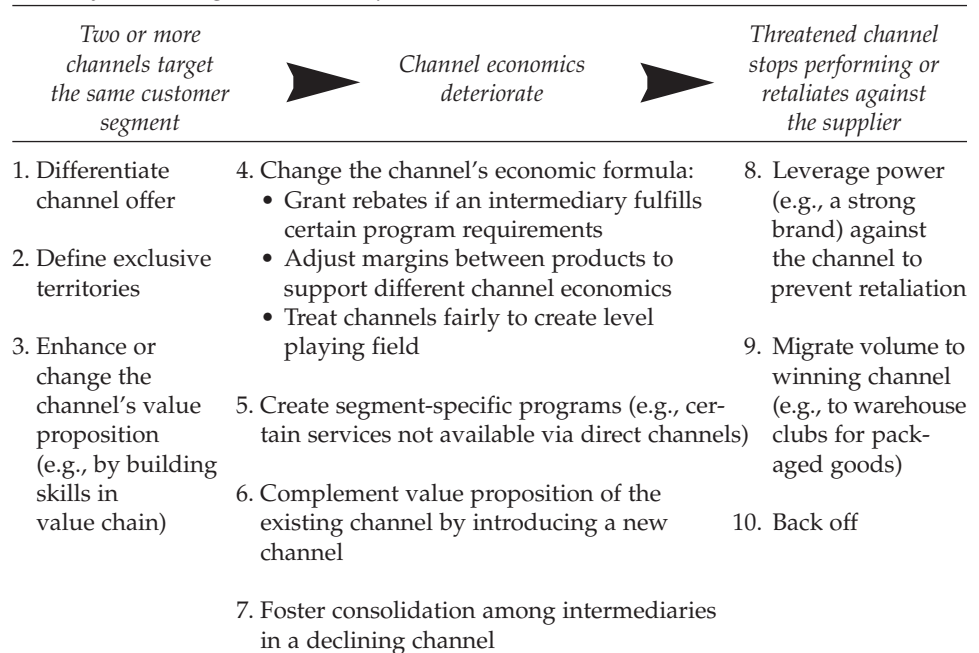 Two or more
channels target
the same customer
segment
Channel economics
deteriorate
Threatened channel
stops performing or
retaliates against
the supplier
1. Differentiate
channel offer
2. Define exclusive
territories
3. Enhance or
change the
channel's value
proposition
(e.g., by building
skills in
value chain)
4. Change the channel's economic formula:
• Grant rebates if an intermediary fulfills
certain program requirements
• Adjust margins between products to
support different channel economics
• Treat channels fairly to create level
playing field
5. Create segment-specific programs (e.g., cer-
tain services not available via direct channels)
6. Complement value proposition of the
existing channel by introducing a new
channel
7. Foster consolidation among intermediaries
in a declining channel
8. Leverage power
(e.g., a strong
brand) against
the channel to
prevent retaliation
9. Migrate volume to
winning channel
(e.g., to warehouse
clubs for pack-
aged goods)
10. Back off